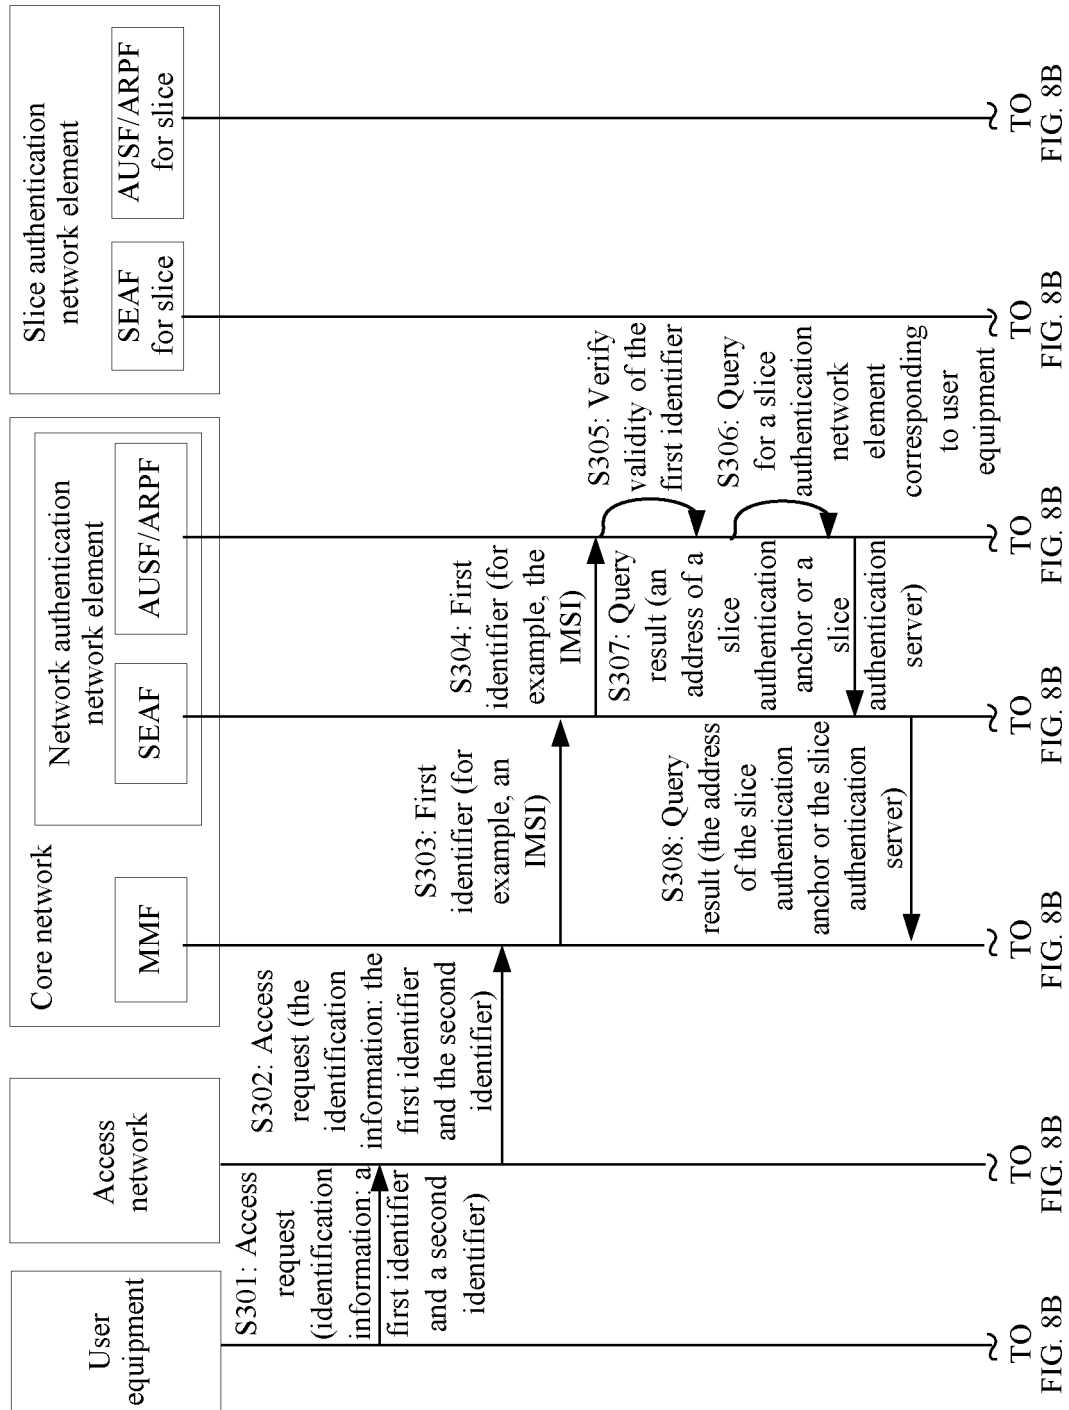 User
equipment
Access
network
Core network
MMF
Network authentication
network element
SEAF
AUSF/ARPF
Slice authentication
network element
SEAF
for slice
AUSF/ARPF
for slice
S301: Access
request
(identification
information: a
first identifier
and a second
identifier)
S302: Access
request (the
identification
information: the
first identifier
and the second
identifier)
S303: First
identifier (for
example, an
IMSI)
S304: First
identifier (for
example, the
IMSI)
S305: Verify
validity of the
first identifier
S306: Query
for a slice
authentication
network
element
corresponding
to user
equipment
S307: Query
result (an
address of a
slice
authentication
anchor or a
slice
authentication
server)
S308: Query
result (the address
of the slice
authentication
anchor or the slice
authentication
server)
TO
FIG. 8B
TO
FIG. 8B
TO
FIG. 8B
TO
FIG. 8B
TO
FIG. 8B
TO
FIG. 8B
TO
FIG. 8B